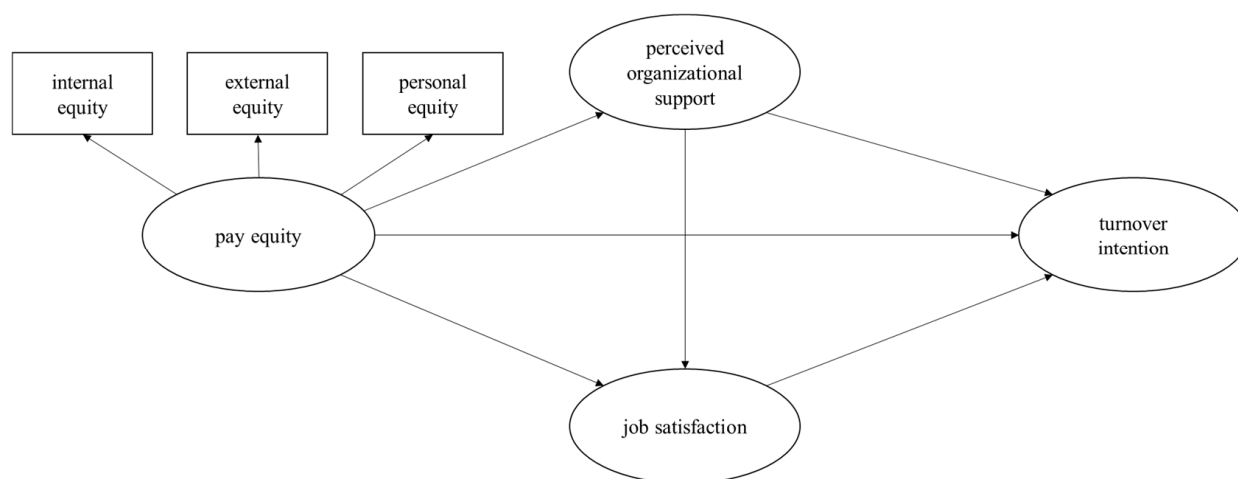 internal
equity
external
equity
personal
equity
perceived
organizational
support
pay equity
turnover
intention
job satisfaction